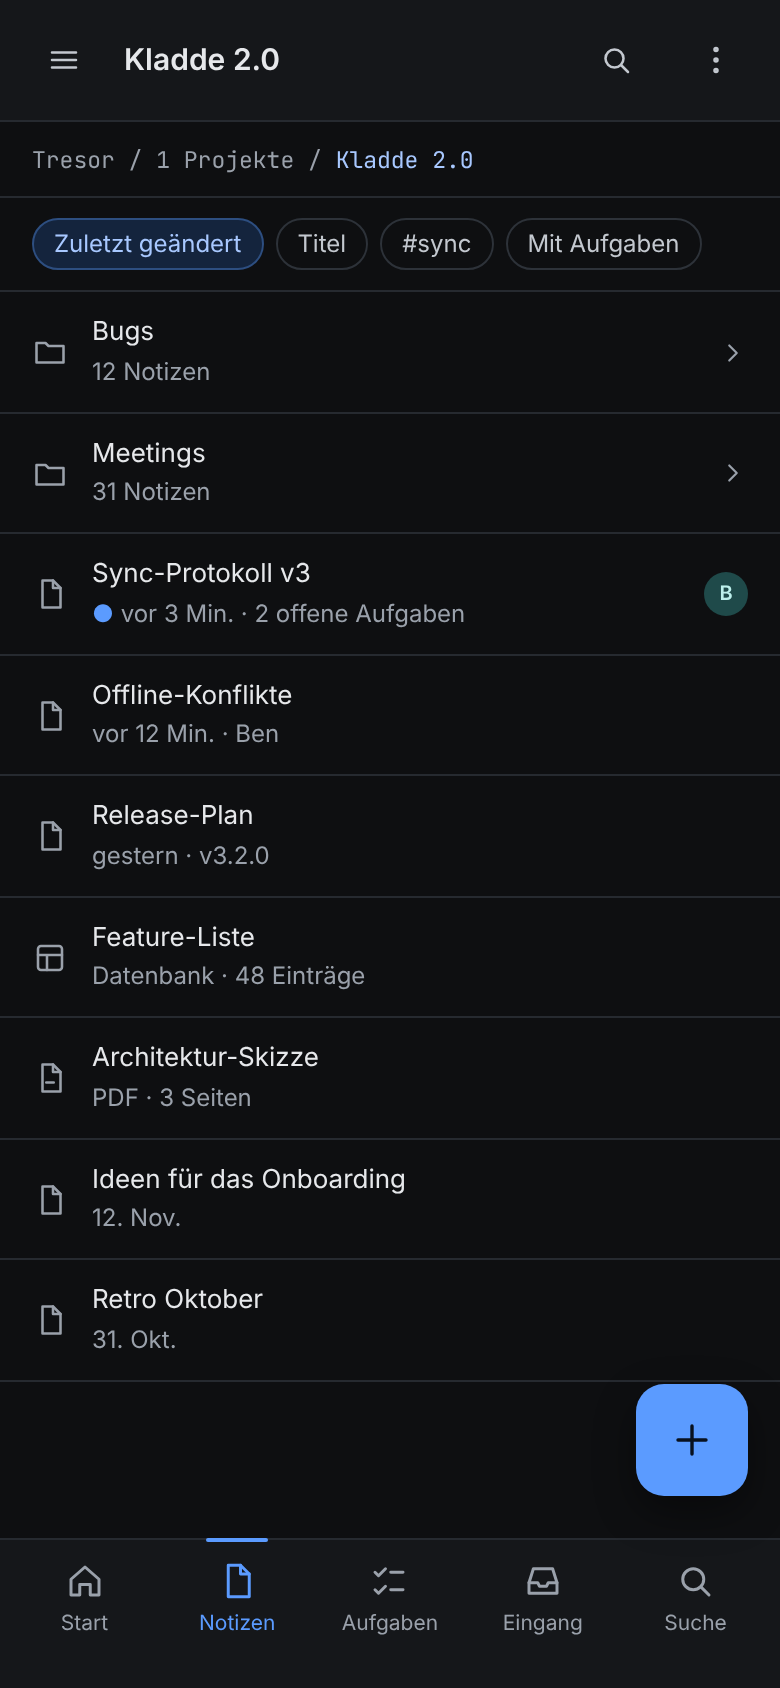 Kladde 2.0
Tresor / 1 Projekte / Kladde 2.0
Zuletzt geändert Titel #sync Mit Aufgaben
Bugs
12 Notizen
Meetings
31 Notizen
Sync-Protokoll v3
vor 3 Min. · 2 offene Aufgaben
B
Offline-Konflikte
vor 12 Min. · Ben
Release-Plan
gestern · v3.2.0
Feature-Liste
Datenbank · 48 Einträge
Architektur-Skizze
PDF · 3 Seiten
Ideen für das Onboarding
12. Nov.
Retro Oktober
31. Okt.
Start Notizen Aufgaben Eingang Suche